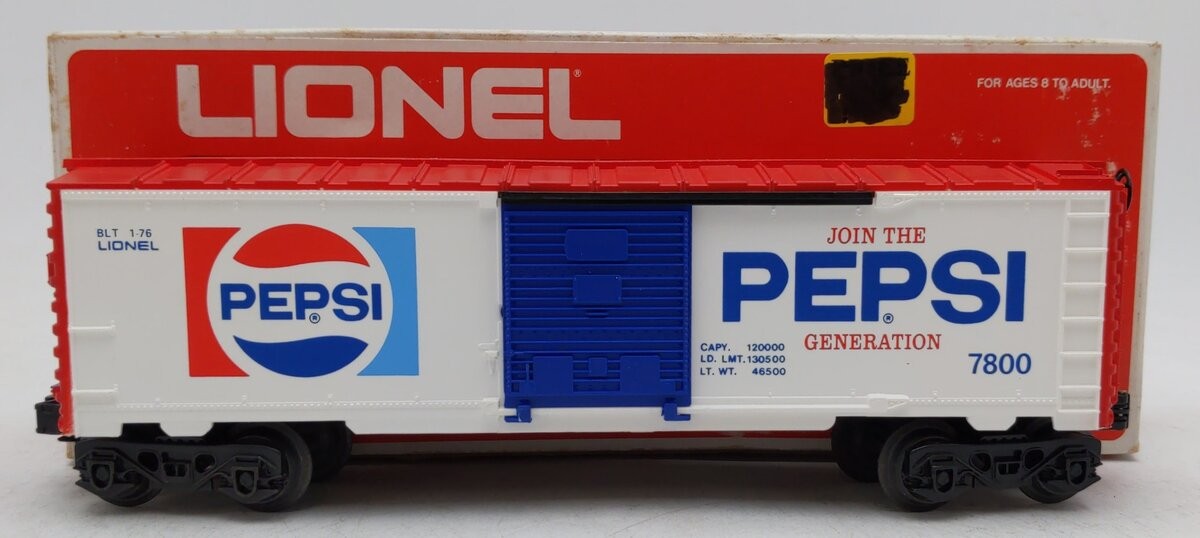 LIONEL®
FOR AGES 8 TO ADULT.
BLT 1-76
LIONEL
PEPSI
®
JOIN THE
PEPSI
®
GENERATION
CAPY. 120000
LD. LMT. 130500
LT. WT. 46500
7800